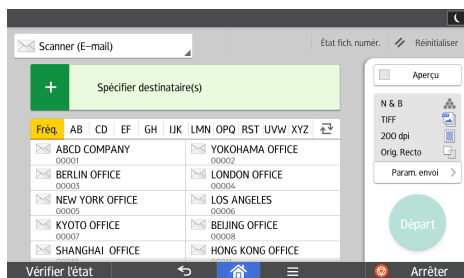 Scanner (E-mail)
État fich. numér.
Réinitialiser
+ Spécifier destinataire(s)
Aperçu
Fréq. AB CD EF GH IJK LMN OPQ RST UVW XYZ
N & B
TIFF
200 dpi
Orig. Recto
Param. envoi
Départ
ABCD COMPANY
00001
YOKOHAMA OFFICE
00002
BERLIN OFFICE
00003
LONDON OFFICE
00004
NEW YORK OFFICE
00005
LOS ANGELES
00006
KYOTO OFFICE
00007
BEIJING OFFICE
00008
SHANGHAI OFFICE
HONG KONG OFFICE
Vérifier l'état
Arrêter